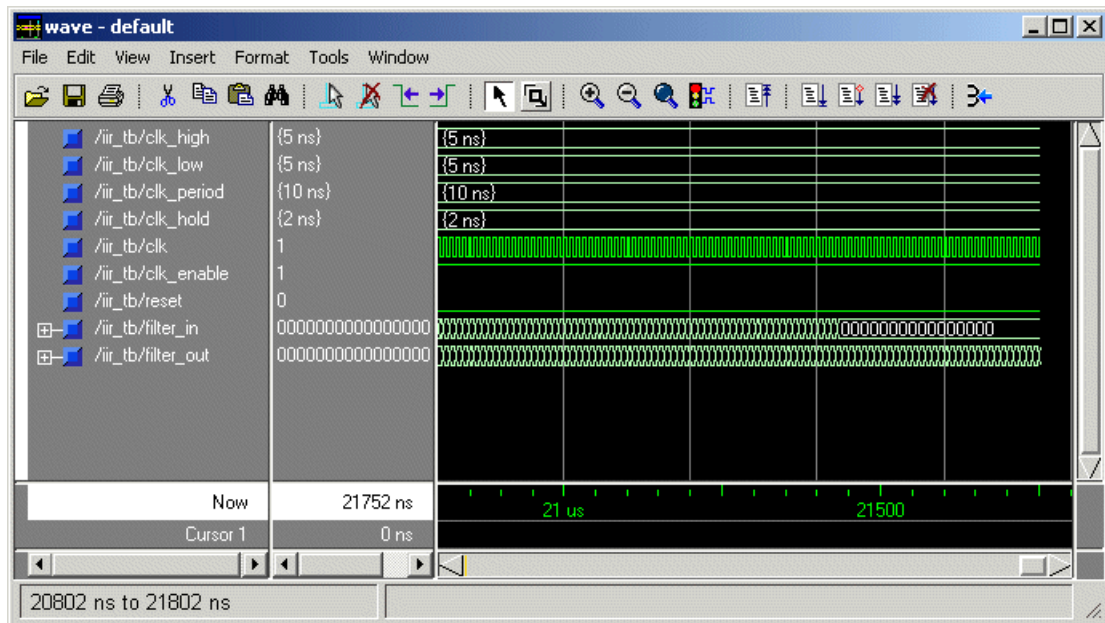 wave - default
File Edit View Insert Format Tools Window
/iir_tb/clk_high {5 ns} {5 ns}
/iir_tb/clk_low {5 ns} {5 ns}
/iir_tb/clk_period {10 ns} {10 ns}
/iir_tb/clk_hold {2 ns} {2 ns}
/iir_tb/clk 1
/iir_tb/clk_enable 1
/iir_tb/reset 0
/iir_tb/filter_in 0000000000000000 0000000000000000
/iir_tb/filter_out 0000000000000000
Now 21752 ns 21 us 21500
Cursor 1 0 ns
20802 ns to 21802 ns